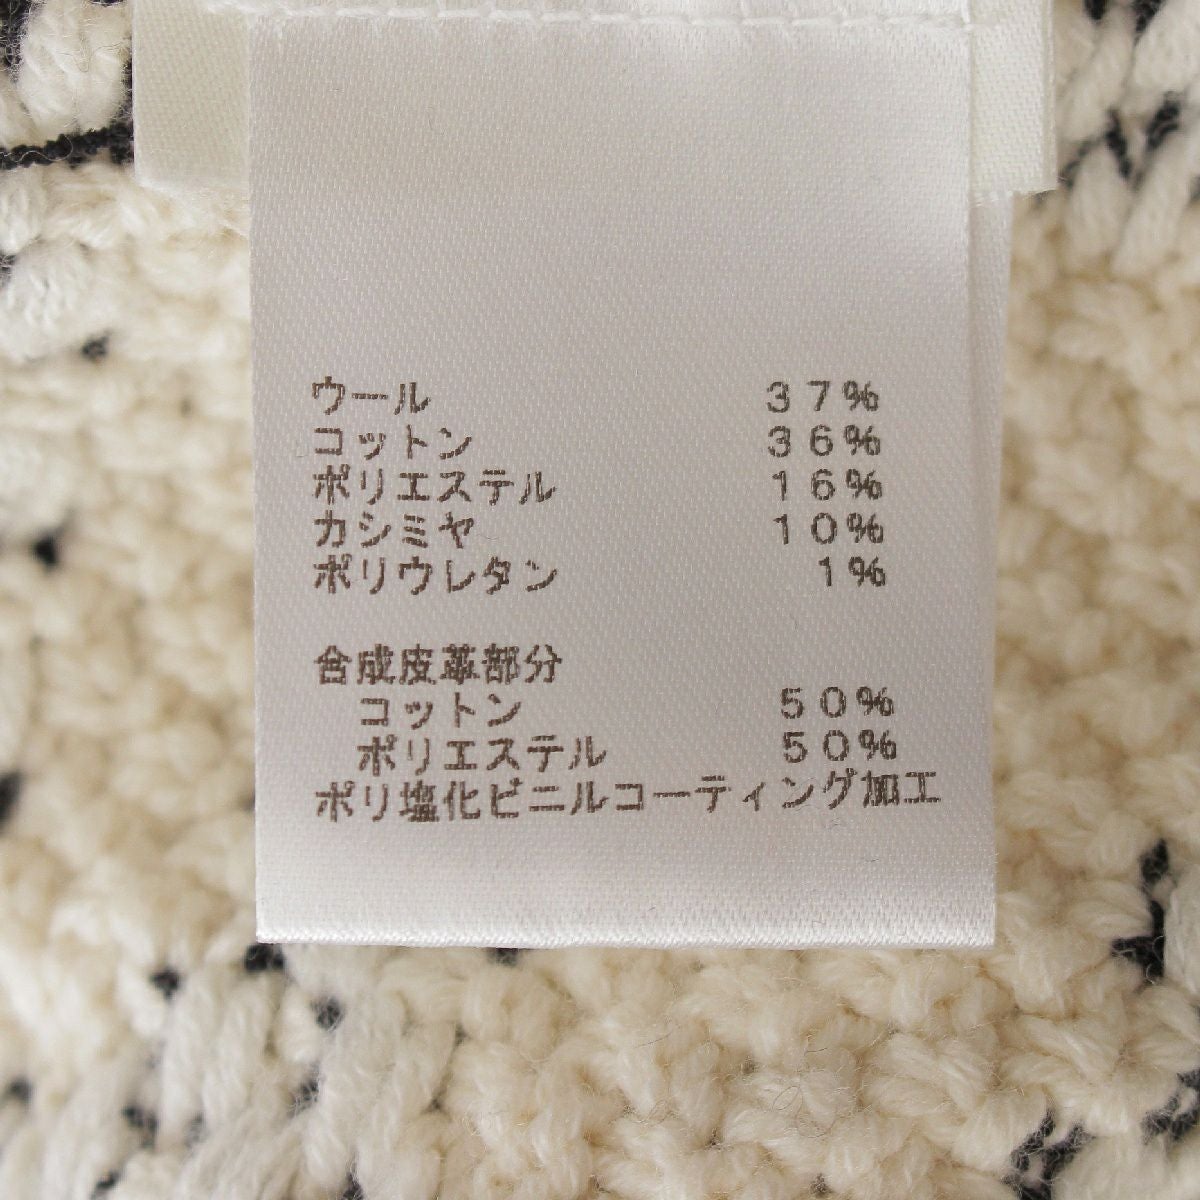 ウール ３７％
コットン ３６％
ポリエステル １６％
カシミヤ １０％
ポリウレタン １％
合成皮革部分
コットン ５０％
ポリエステル ５０％
ポリ塩化ビニルコーティング加工